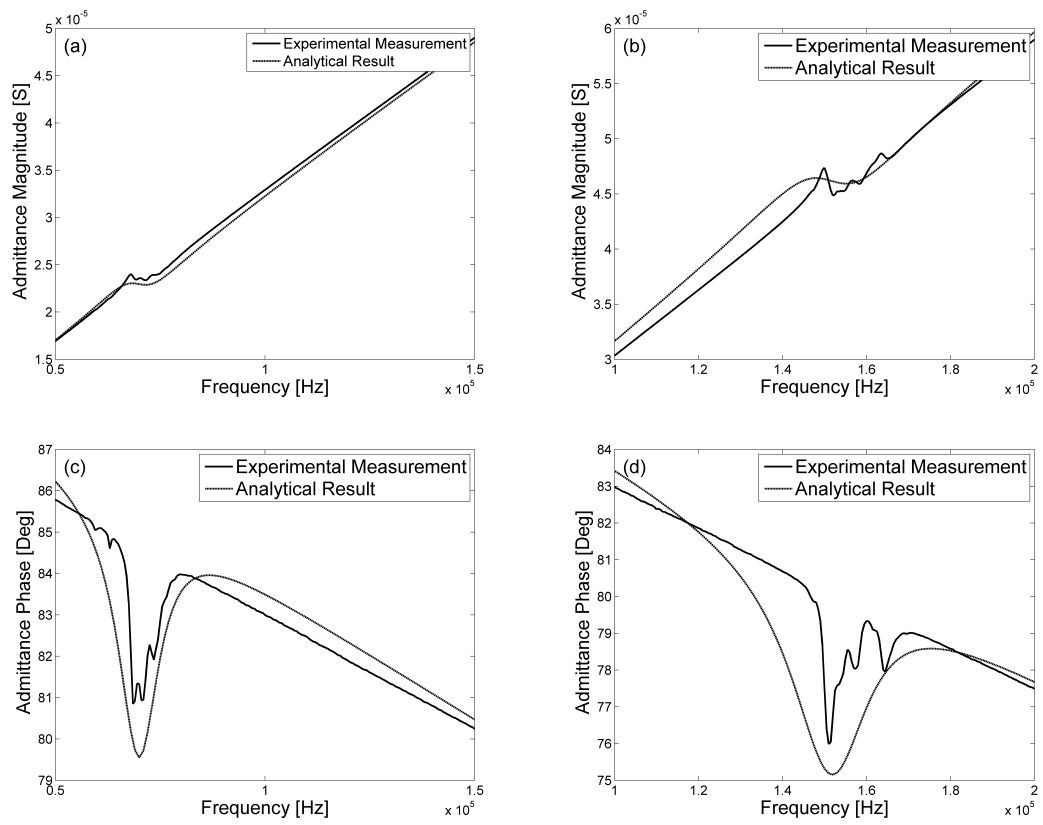 x 10⁻⁵
(a)
Experimental Measurement
Analytical Result
Admittance Magnitude [S]
5
4.5
4
3.5
3
2.5
2
1.5
0.5
1
1.5
Frequency [Hz]
x 10⁵
x 10⁻⁵
(b)
Experimental Measurement
Analytical Result
Admittance Magnitude [S]
6
5.5
5
4.5
4
3.5
3
1
1.2
1.4
1.6
1.8
2
Frequency [Hz]
x 10⁵
(c)
Experimental Measurement
Analytical Result
Admittance Phase [Deg]
87
86
85
84
83
82
81
80
79
0.5
1
1.5
Frequency [Hz]
x 10⁵
(d)
Experimental Measurement
Analytical Result
Admittance Phase [Deg]
84
83
82
81
80
79
78
77
76
75
1
1.2
1.4
1.6
1.8
2
Frequency [Hz]
x 10⁵